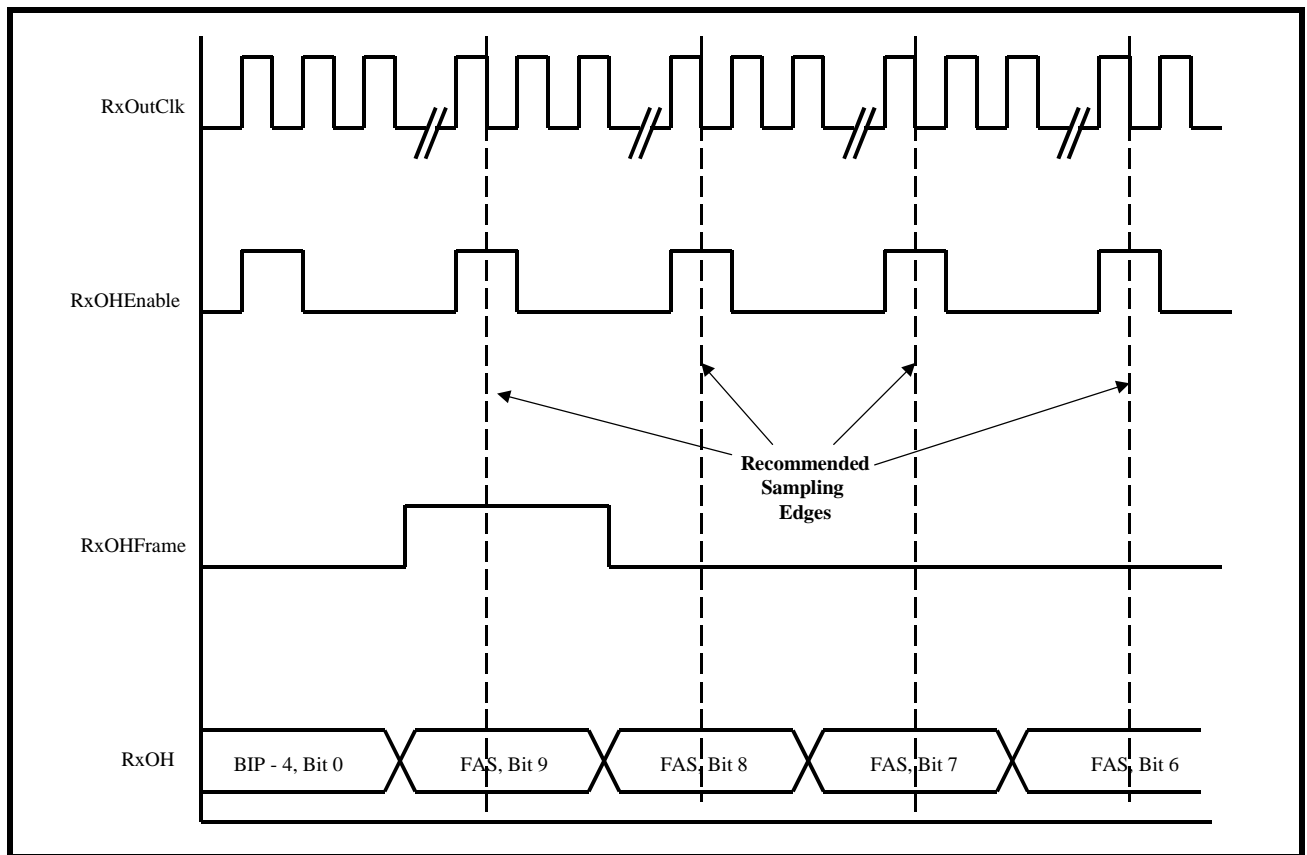 RxOutClk
RxOHEnable
Recommended
Sampling
Edges
RxOHFrame
RxOH
BIP - 4, Bit 0
FAS, Bit 9
FAS, Bit 8
FAS, Bit 7
FAS, Bit 6